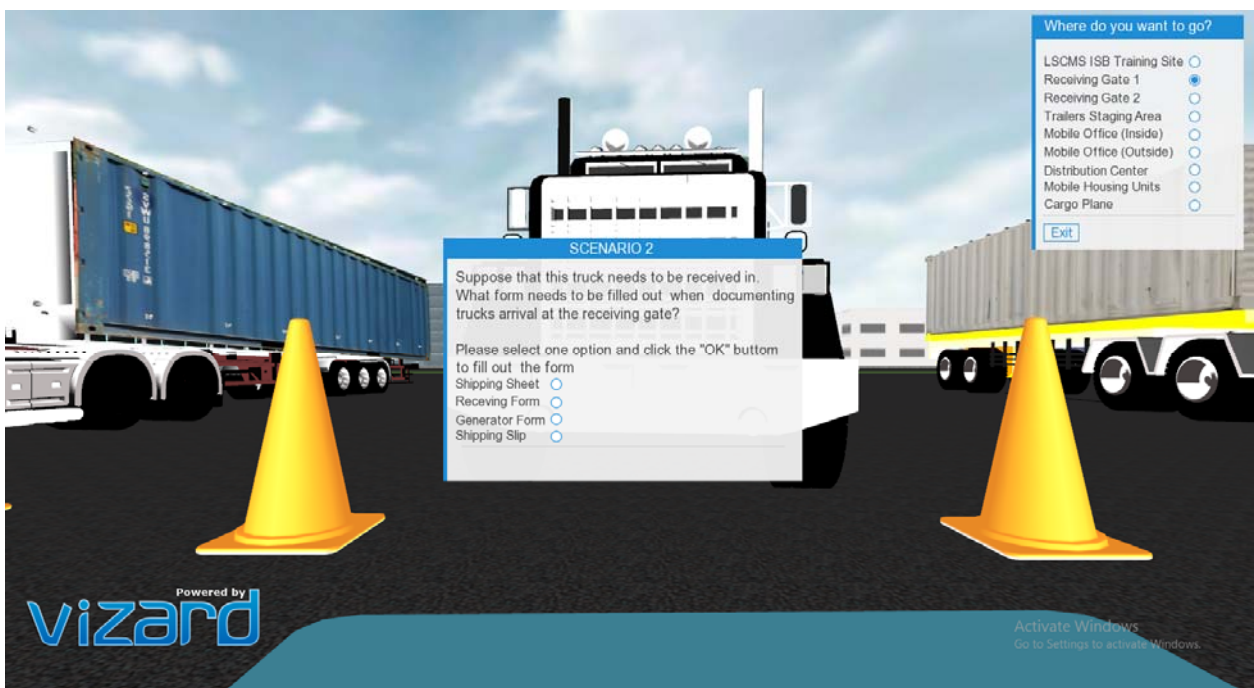 Where do you want to go?
LSCMS ISB Training Site
Receiving Gate 1
Receiving Gate 2
Trailers Staging Area
Mobile Office (Inside)
Mobile Office (Outside)
Distribution Center
Mobile Housing Units
Cargo Plane
Exit
SCENARIO 2
Suppose that this truck needs to be received in.
What form needs to be filled out when documenting
trucks arrival at the receiving gate?
Please select one option and click the "OK" buttom
to fill out the form
Shipping Sheet
Receving Form
Generator Form
Shipping Slip
Powered by
vizard
Activate Windows
Go to Settings to activate Windows.